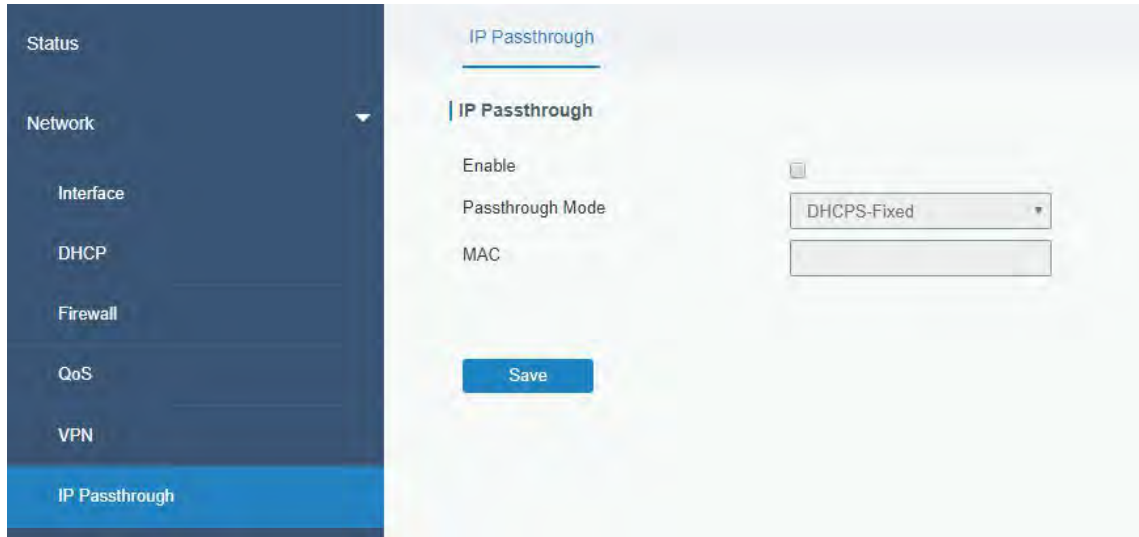 Status
Network
Interface
DHCP
Firewall
QoS
VPN
IP Passthrough
IP Passthrough
IP Passthrough
Enable
Passthrough Mode
DHCPS-Fixed
MAC
Save